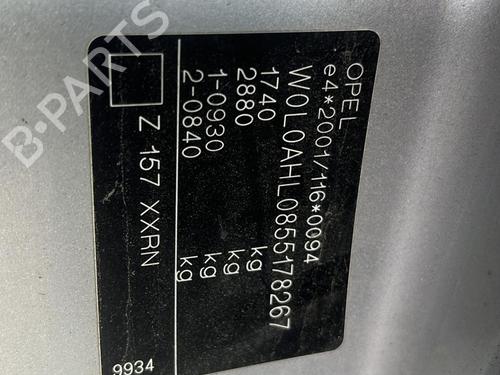 OPEL
e4*2001/116*0094
W0L0AHL0855178267
1740 kg
2880 kg
1-0930 kg
2-0840 kg
Z 157 XXRN
9934
B-PARTS